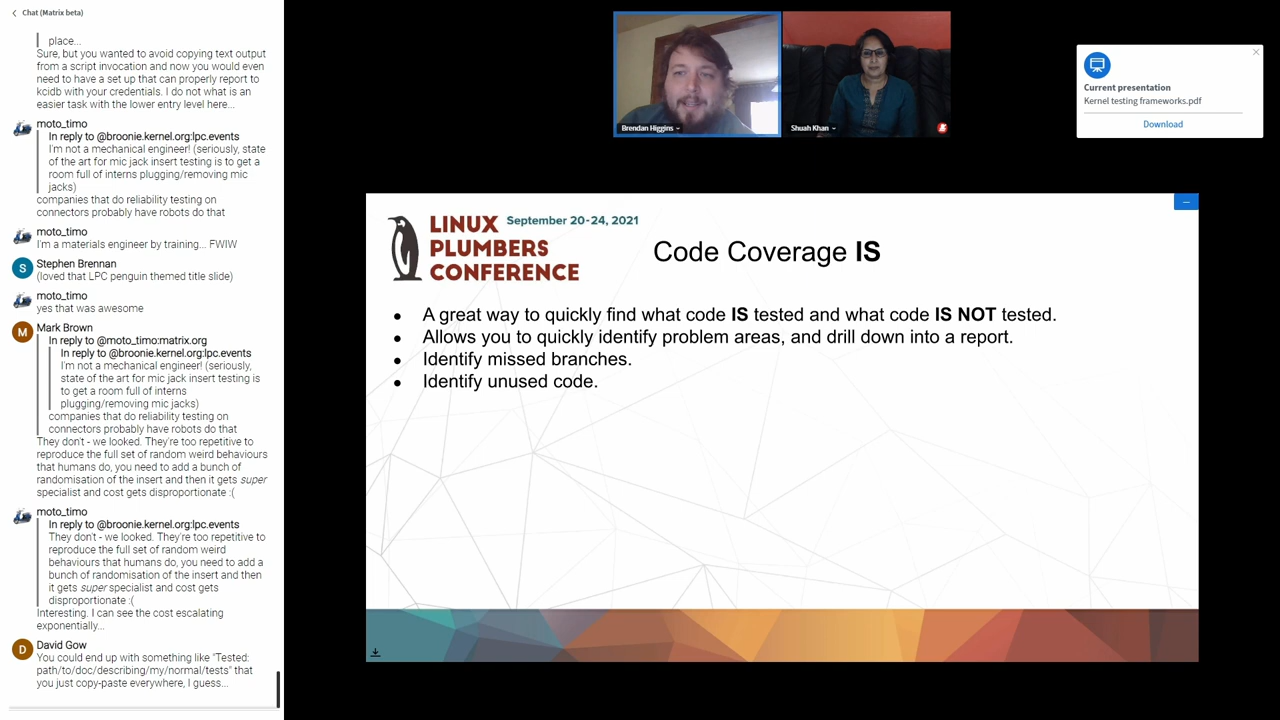 Chat (Matrix beta)
place...
Sure, but you wanted to avoid copying text output
from a script invocation and now you would even
need to have a set up that can properly report to
kcidb with your credentials. I do not what is an
easier task with the lower entry level here...
moto_timo
In reply to @broonie.kernel.org:lpc.events
I'm not a mechanical engineer! (seriously, state
of the art for mic jack insert testing is to get a
room full of interns plugging/removing mic
jacks)
companies that do reliability testing on
connectors probably have robots do that
moto_timo
I'm a materials engineer by training... FWIW
S
Stephen Brennan
(loved that LPC penguin themed title slide)
moto_timo
yes that was awesome
M
Mark Brown
In reply to @moto_timo:matrix.org
In reply to @broonie.kernel.org:lpc.events
I'm not a mechanical engineer! (seriously,
state of the art for mic jack insert testing is
to get a room full of interns
plugging/removing mic jacks)
companies that do reliability testing on
connectors probably have robots do that
They don't - we looked. They're too repetitive to
reproduce the full set of random weird behaviours
that humans do, you need to add a bunch of
randomisation of the insert and then it gets super
specialist and cost gets disproportionate :(
moto_timo
In reply to @broonie.kernel.org:lpc.events
They don't - we looked. They're too repetitive to
reproduce the full set of random weird
behaviours that humans do, you need to add a
bunch of randomisation of the insert and then
it gets super specialist and cost gets
disproportionate :(
Interesting. I can see the cost escalating
exponentially...
D
David Gow
You could end up with something like "Tested:
path/to/doc/describing/my/normal/tests" that
you just copy-paste everywhere, I guess...
Brendan Higgins
Shuah Khan
Current presentation
Kernel testing frameworks.pdf
Download
LINUX
PLUMBERS
CONFERENCE
September 20-24, 2021
Code Coverage IS
● A great way to quickly find what code IS tested and what code IS NOT tested.
● Allows you to quickly identify problem areas, and drill down into a report.
● Identify missed branches.
● Identify unused code.